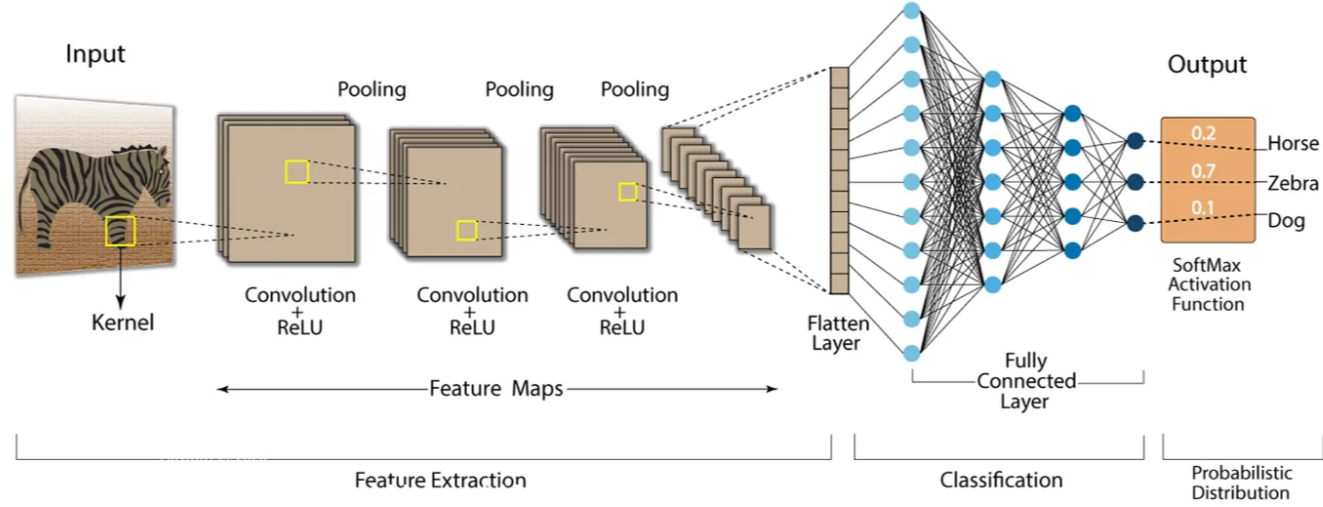 Input
Kernel
Pooling
Pooling
Pooling
Convolution
+
ReLU
Convolution
+
ReLU
Convolution
+
ReLU
Feature Maps
Flatten
Layer
Fully
Connected
Layer
Output
0.2
Horse
0.7
Zebra
0.1
Dog
SoftMax
Activation
Function
Feature Extraction
Classification
Probabilistic
Distribution